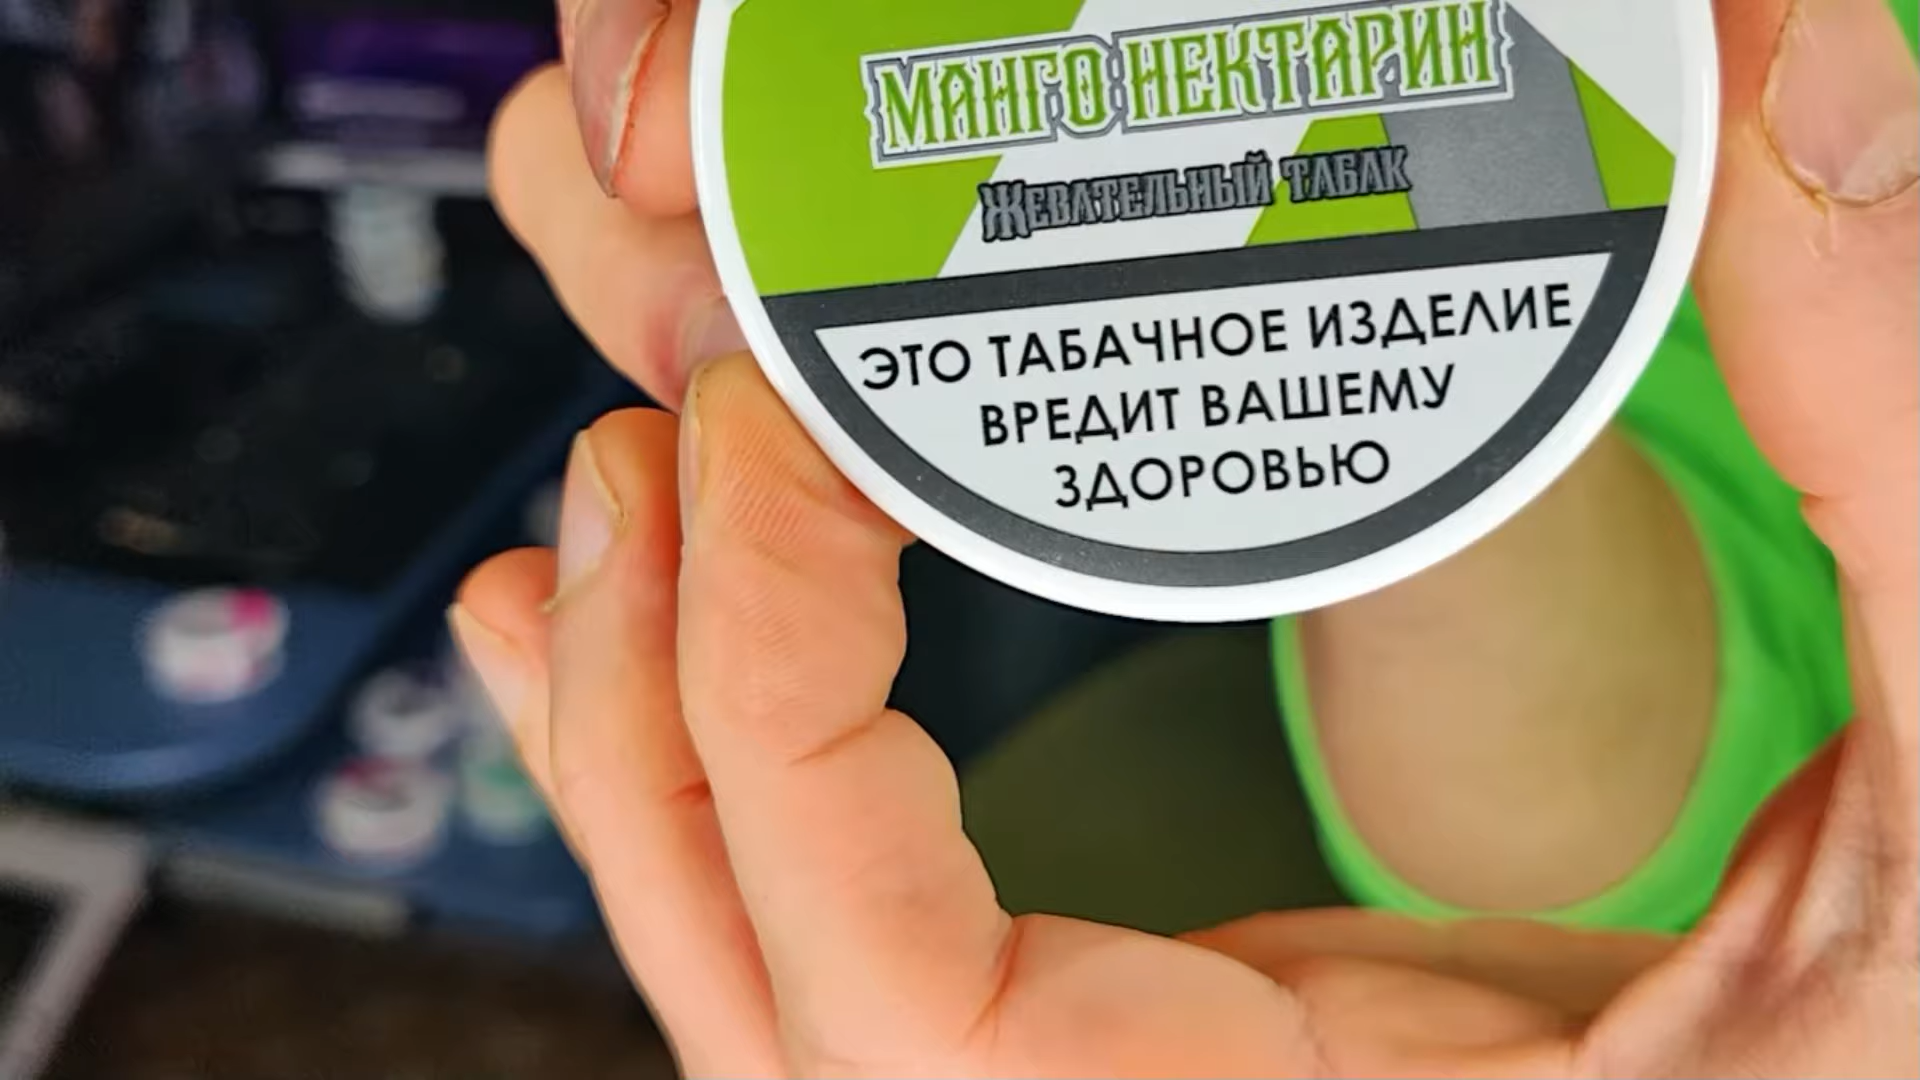 МАНГО НЕКТАРИН
ЖЕВАТЕЛЬНЫЙ ТАБАК
ЭТО ТАБАЧНОЕ ИЗДЕЛИЕ
ВРЕДИТ ВАШЕМУ
ЗДОРОВЬЮ